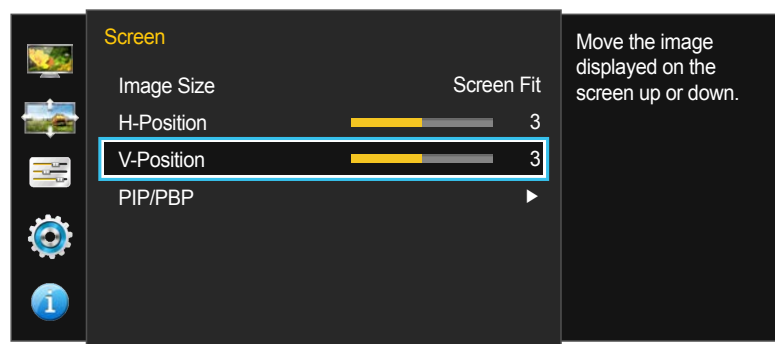 Screen
Image Size Screen Fit
H-Position 3
V-Position 3
PIP/PBP
Move the image
displayed on the
screen up or down.
i